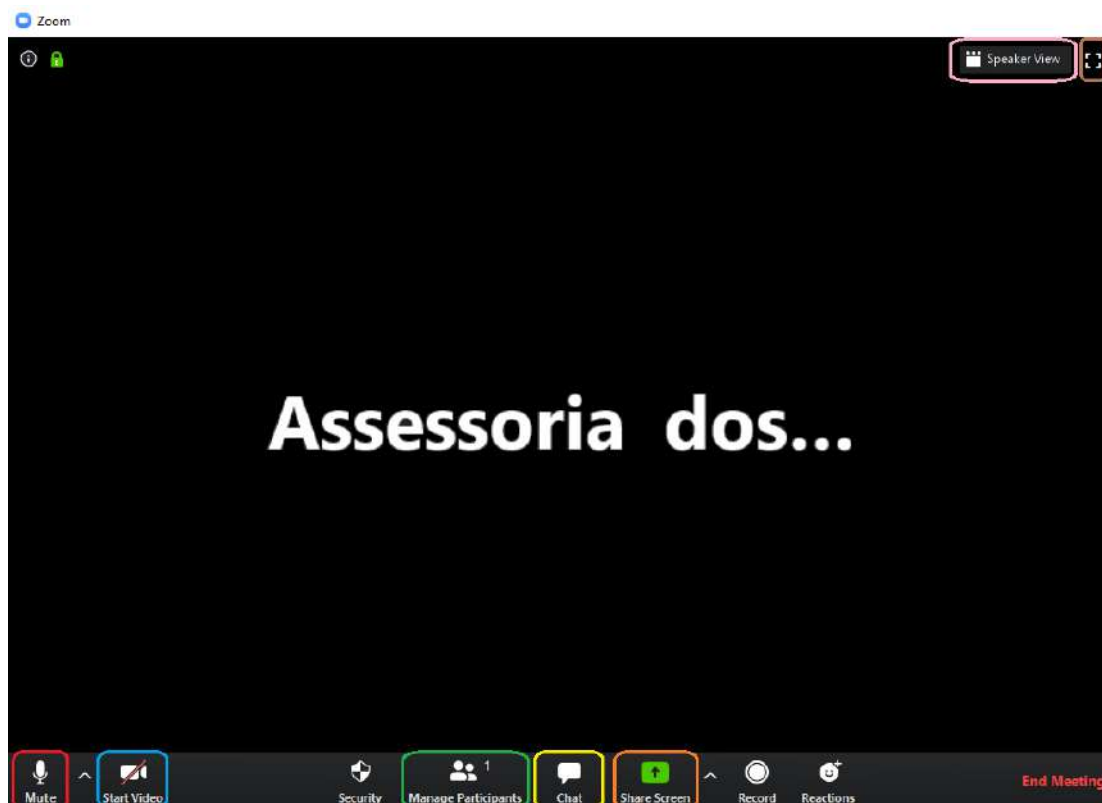 Zoom
Speaker View
Assessoria dos...
1
Mute Start Video Security Manage Participants Chat Share Screen Record Reactions End Meeting